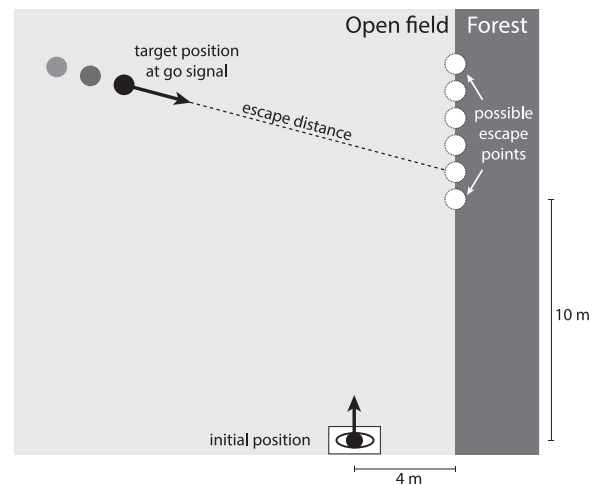 Open field
Forest
target position
at go signal
escape distance
possible
escape
points
10 m
initial position
4 m